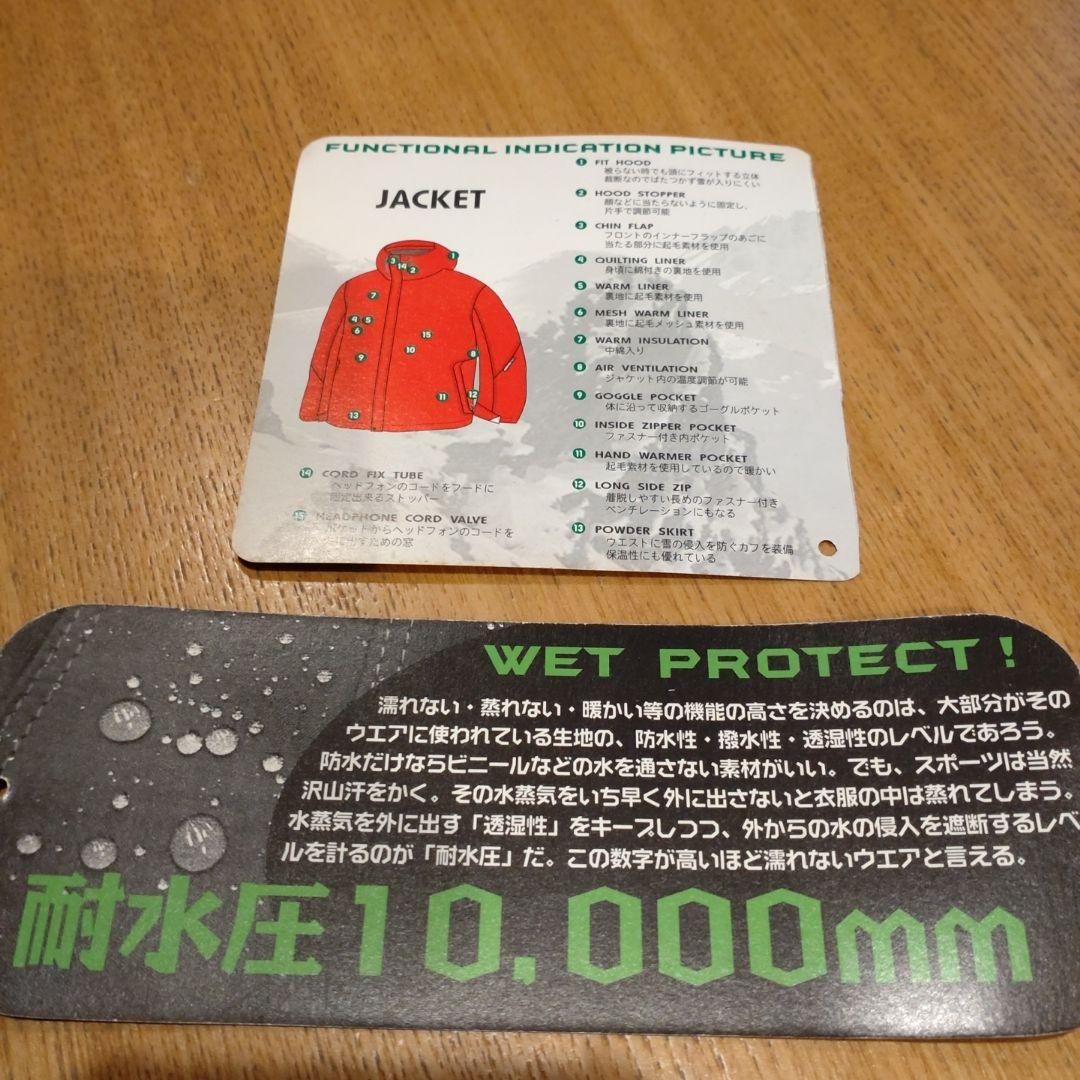 FUNCTIONAL INDICATION PICTURE
JACKET
1 FIT HOOD
被らない時でも頭にフィットする立体
裁断なのでばたつかず雪が入りにくい
2 HOOD STOPPER
顔などに当たらないように固定し、
片手で調節可能
3 CHIN FLAP
フロントのインナーフラップのあごに
当たる部分に起毛素材を使用
4 QUILTING LINER
身頃に綿付きの裏地を使用
5 WARM LINER
裏地に起毛素材を使用
6 MESH WARM LINER
裏地に起毛メッシュ素材を使用
7 WARM INSULATION
中綿入り
8 AIR VENTILATION
ジャケット内の温度調節が可能
9 GOGGLE POCKET
体に沿って収納するゴーグルポケット
10 INSIDE ZIPPER POCKET
ファスナー付き内ポケット
11 HAND WARMER POCKET
起毛素材を使用しているので暖かい
12 LONG SIDE ZIP
着脱しやすい長めのファスナー付き
ベンチレーションにもなる
13 POWDER SKIRT
ウエストに雪の侵入を防ぐカフを装備
保温性にも優れている
14 CORD FIX TUBE
ヘッドフォンのコードをフードに
固定出来るストッパー
15 HEADPHONE CORD VALVE
ポケットからヘッドフォンのコードを
出すための窓
WET PROTECT!
濡れない・蒸れない・暖かい等の機能の高さを決めるのは、大部分がその
ウエアに使われている生地の、防水性・撥水性・透湿性のレベルであろう。
防水だけならビニールなどの水を通さない素材がいい。でも、スポーツは当然
沢山汗をかく。その水蒸気をいち早く外に出さないと衣服の中は蒸れてしまう。
水蒸気を外に出す「透湿性」をキープしつつ、外からの水の侵入を遮断するレベ
ルを計るのが「耐水圧」だ。この数字が高いほど濡れないウエアと言える。
耐水圧10,000mm